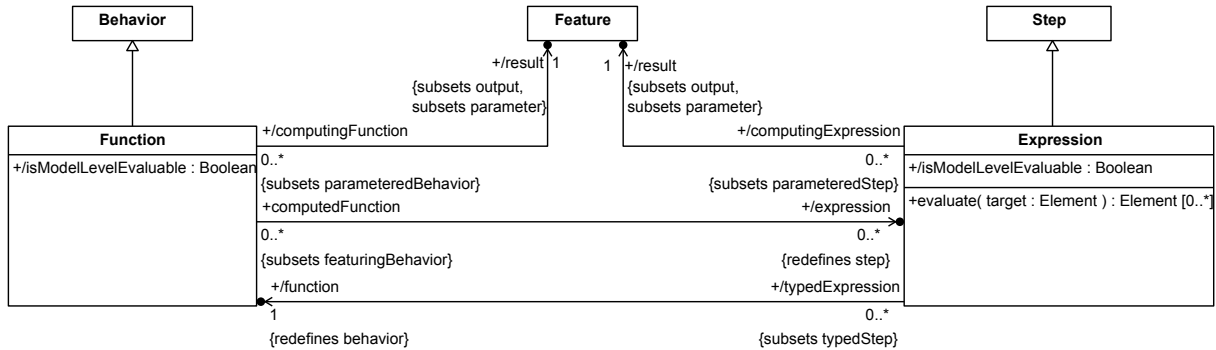 Behavior
Feature
Step
+/result 1
1 +/result
{subsets output,
subsets parameter}
{subsets output,
subsets parameter}
Function
+/isModelLevelEvaluable : Boolean
+/computingFunction
0..*
{subsets parameteredBehavior}
+/computingExpression
0..*
{subsets parameteredStep}
Expression
+/isModelLevelEvaluable : Boolean
+evaluate( target : Element ) : Element [0..*]
+computedFunction
0..*
{subsets featuringBehavior}
+/expression
0..*
{redefines step}
+/function
1
{redefines behavior}
+/typedExpression
0..*
{subsets typedStep}